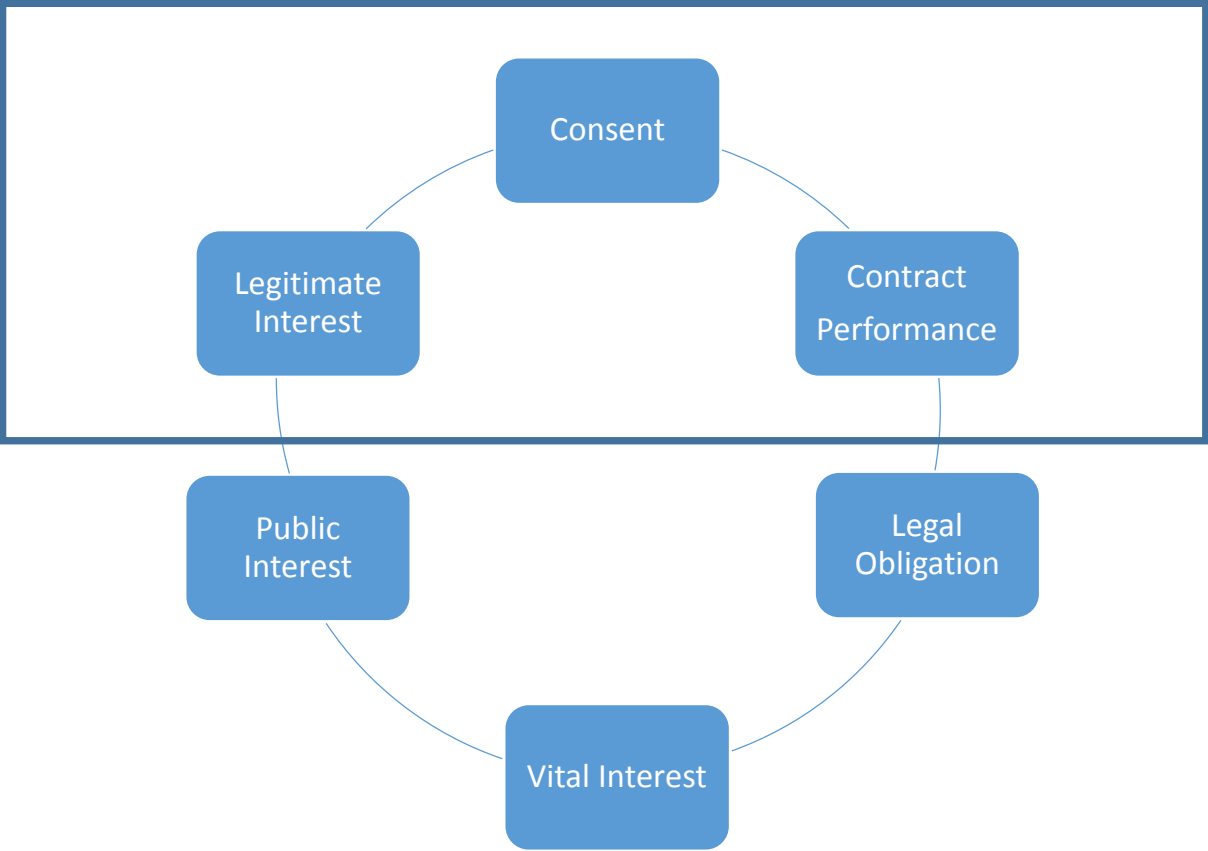 Consent
Legitimate
Interest
Contract
Performance
Public
Interest
Legal
Obligation
Vital Interest